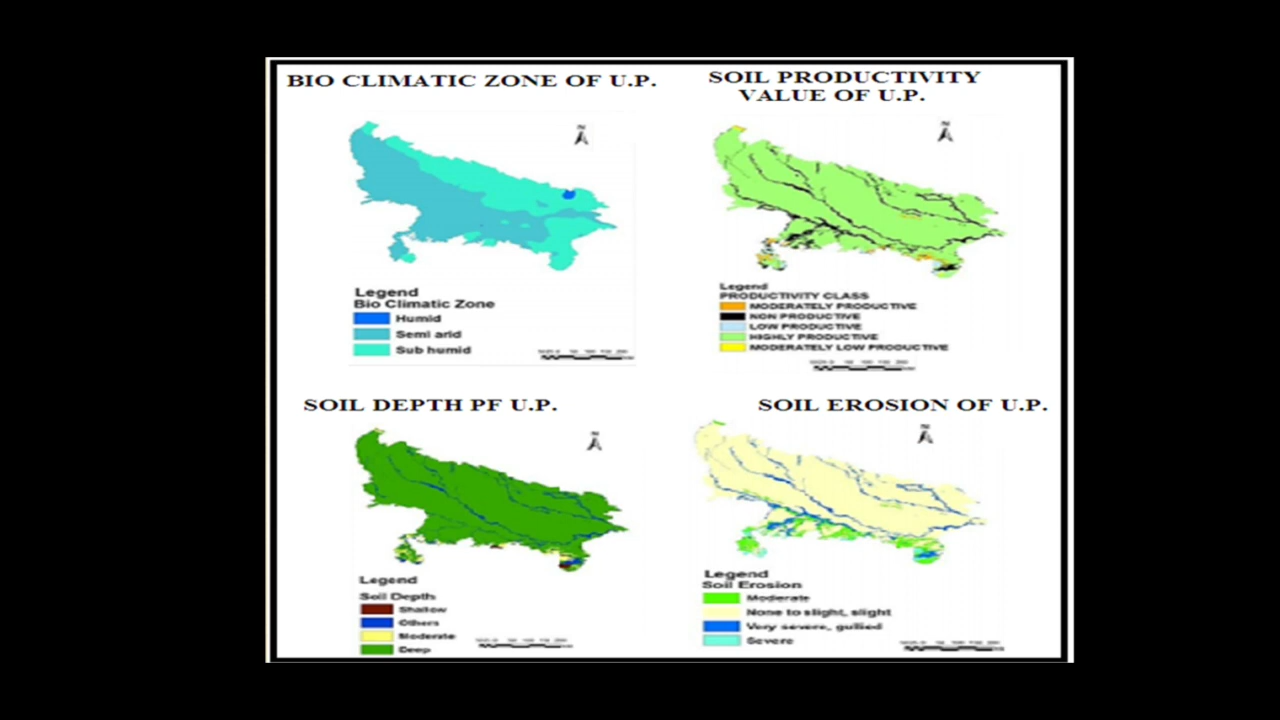 BIO CLIMATIC ZONE OF U.P.
N
Legend
Bio Climatic Zone
Humid
Semi arid
Sub humid
SOIL PRODUCTIVITY
VALUE OF U.P.
N
Legend
PRODUCTIVITY CLASS
MODERATELY PRODUCTIVE
NON PRODUCTIVE
LOW PRODUCTIVE
HIGHLY PRODUCTIVE
MODERATELY LOW PRODUCTIVE
SOIL DEPTH PF U.P.
N
Legend
Soil Depth
Shallow
Others
Moderate
Deep
SOIL EROSION OF U.P.
N
Legend
Soil Erosion
Moderate
None to slight, slight
Very severe, gullied
Severe